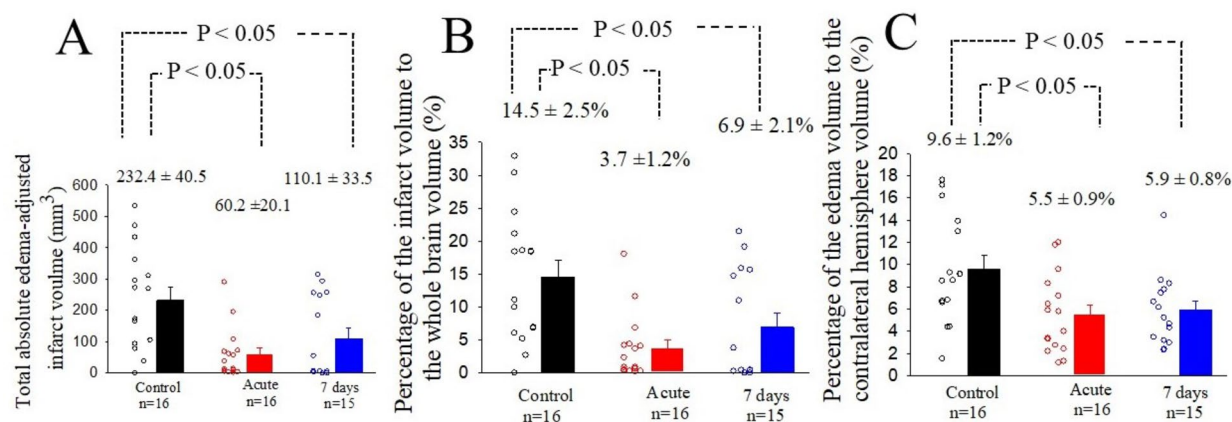 A
P < 0.05
P < 0.05
232.4 ± 40.5
60.2 ±20.1
110.1 ± 33.5
Total absolute edema-adjusted
infarct voulme (mm³)
600
500
400
300
200
100
0
Control
n=16
Acute
n=16
7 days
n=15
B
P < 0.05
P < 0.05
14.5 ± 2.5%
3.7 ±1.2%
6.9 ± 2.1%
Percentage of the infarct volume to
the whole brain volume (%)
35
30
25
20
15
10
5
0
Control
n=16
Acute
n=16
7 days
n=15
C
P < 0.05
P < 0.05
9.6 ± 1.2%
5.5 ± 0.9%
5.9 ± 0.8%
Percentage of the edema volume to the
contralateral hemisphere volume (%)
20
18
16
14
12
10
8
6
4
2
0
Control
n=16
Acute
n=16
7 days
n=15